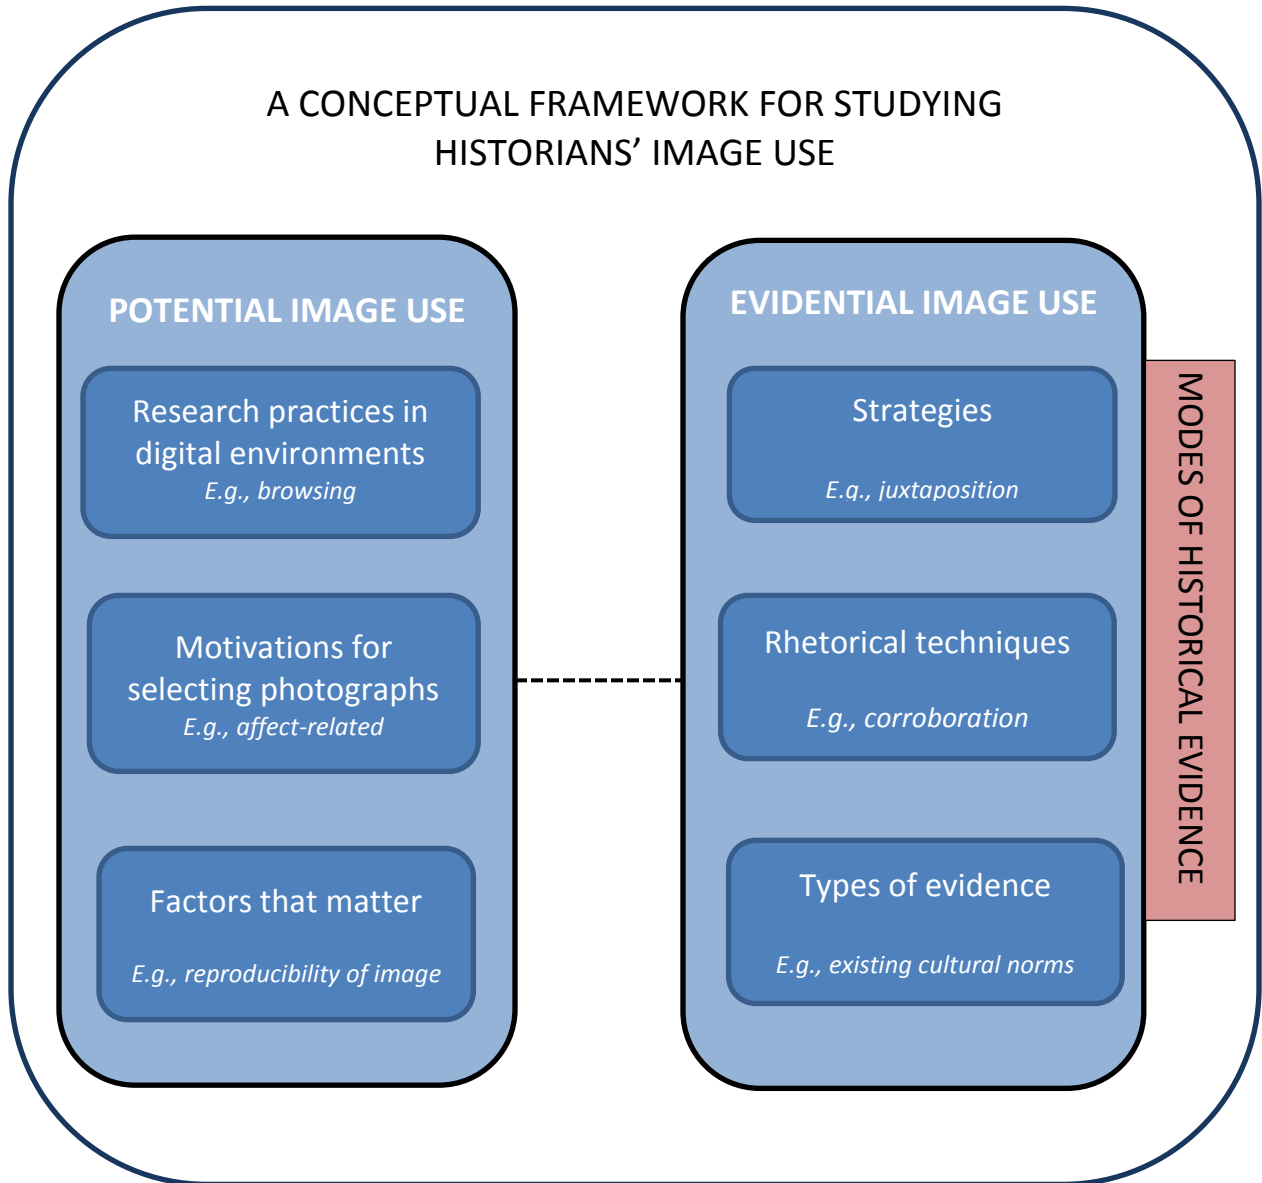 A CONCEPTUAL FRAMEWORK FOR STUDYING
HISTORIANS’ IMAGE USE
POTENTIAL IMAGE USE
Research practices in
digital environments
E.g., browsing
Motivations for
selecting photographs
E.g., affect-related
Factors that matter
E.g., reproducibility of image
EVIDENTIAL IMAGE USE
Strategies
E.g., juxtaposition
Rhetorical techniques
E.g., corroboration
Types of evidence
E.g., existing cultural norms
MODES OF HISTORICAL EVIDENCE